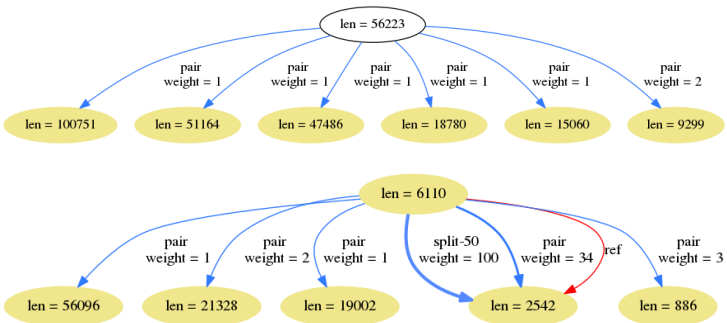 len = 56223
pair
weight = 1
pair
weight = 1
pair
weight = 1
pair
weight = 1
pair
weight = 1
pair
weight = 2
len = 100751
len = 51164
len = 47486
len = 18780
len = 15060
len = 9299
len = 6110
pair
weight = 1
pair
weight = 2
pair
weight = 1
split-50
weight = 100
pair
weight = 34
ref
pair
weight = 3
len = 56096
len = 21328
len = 19002
len = 2542
len = 886